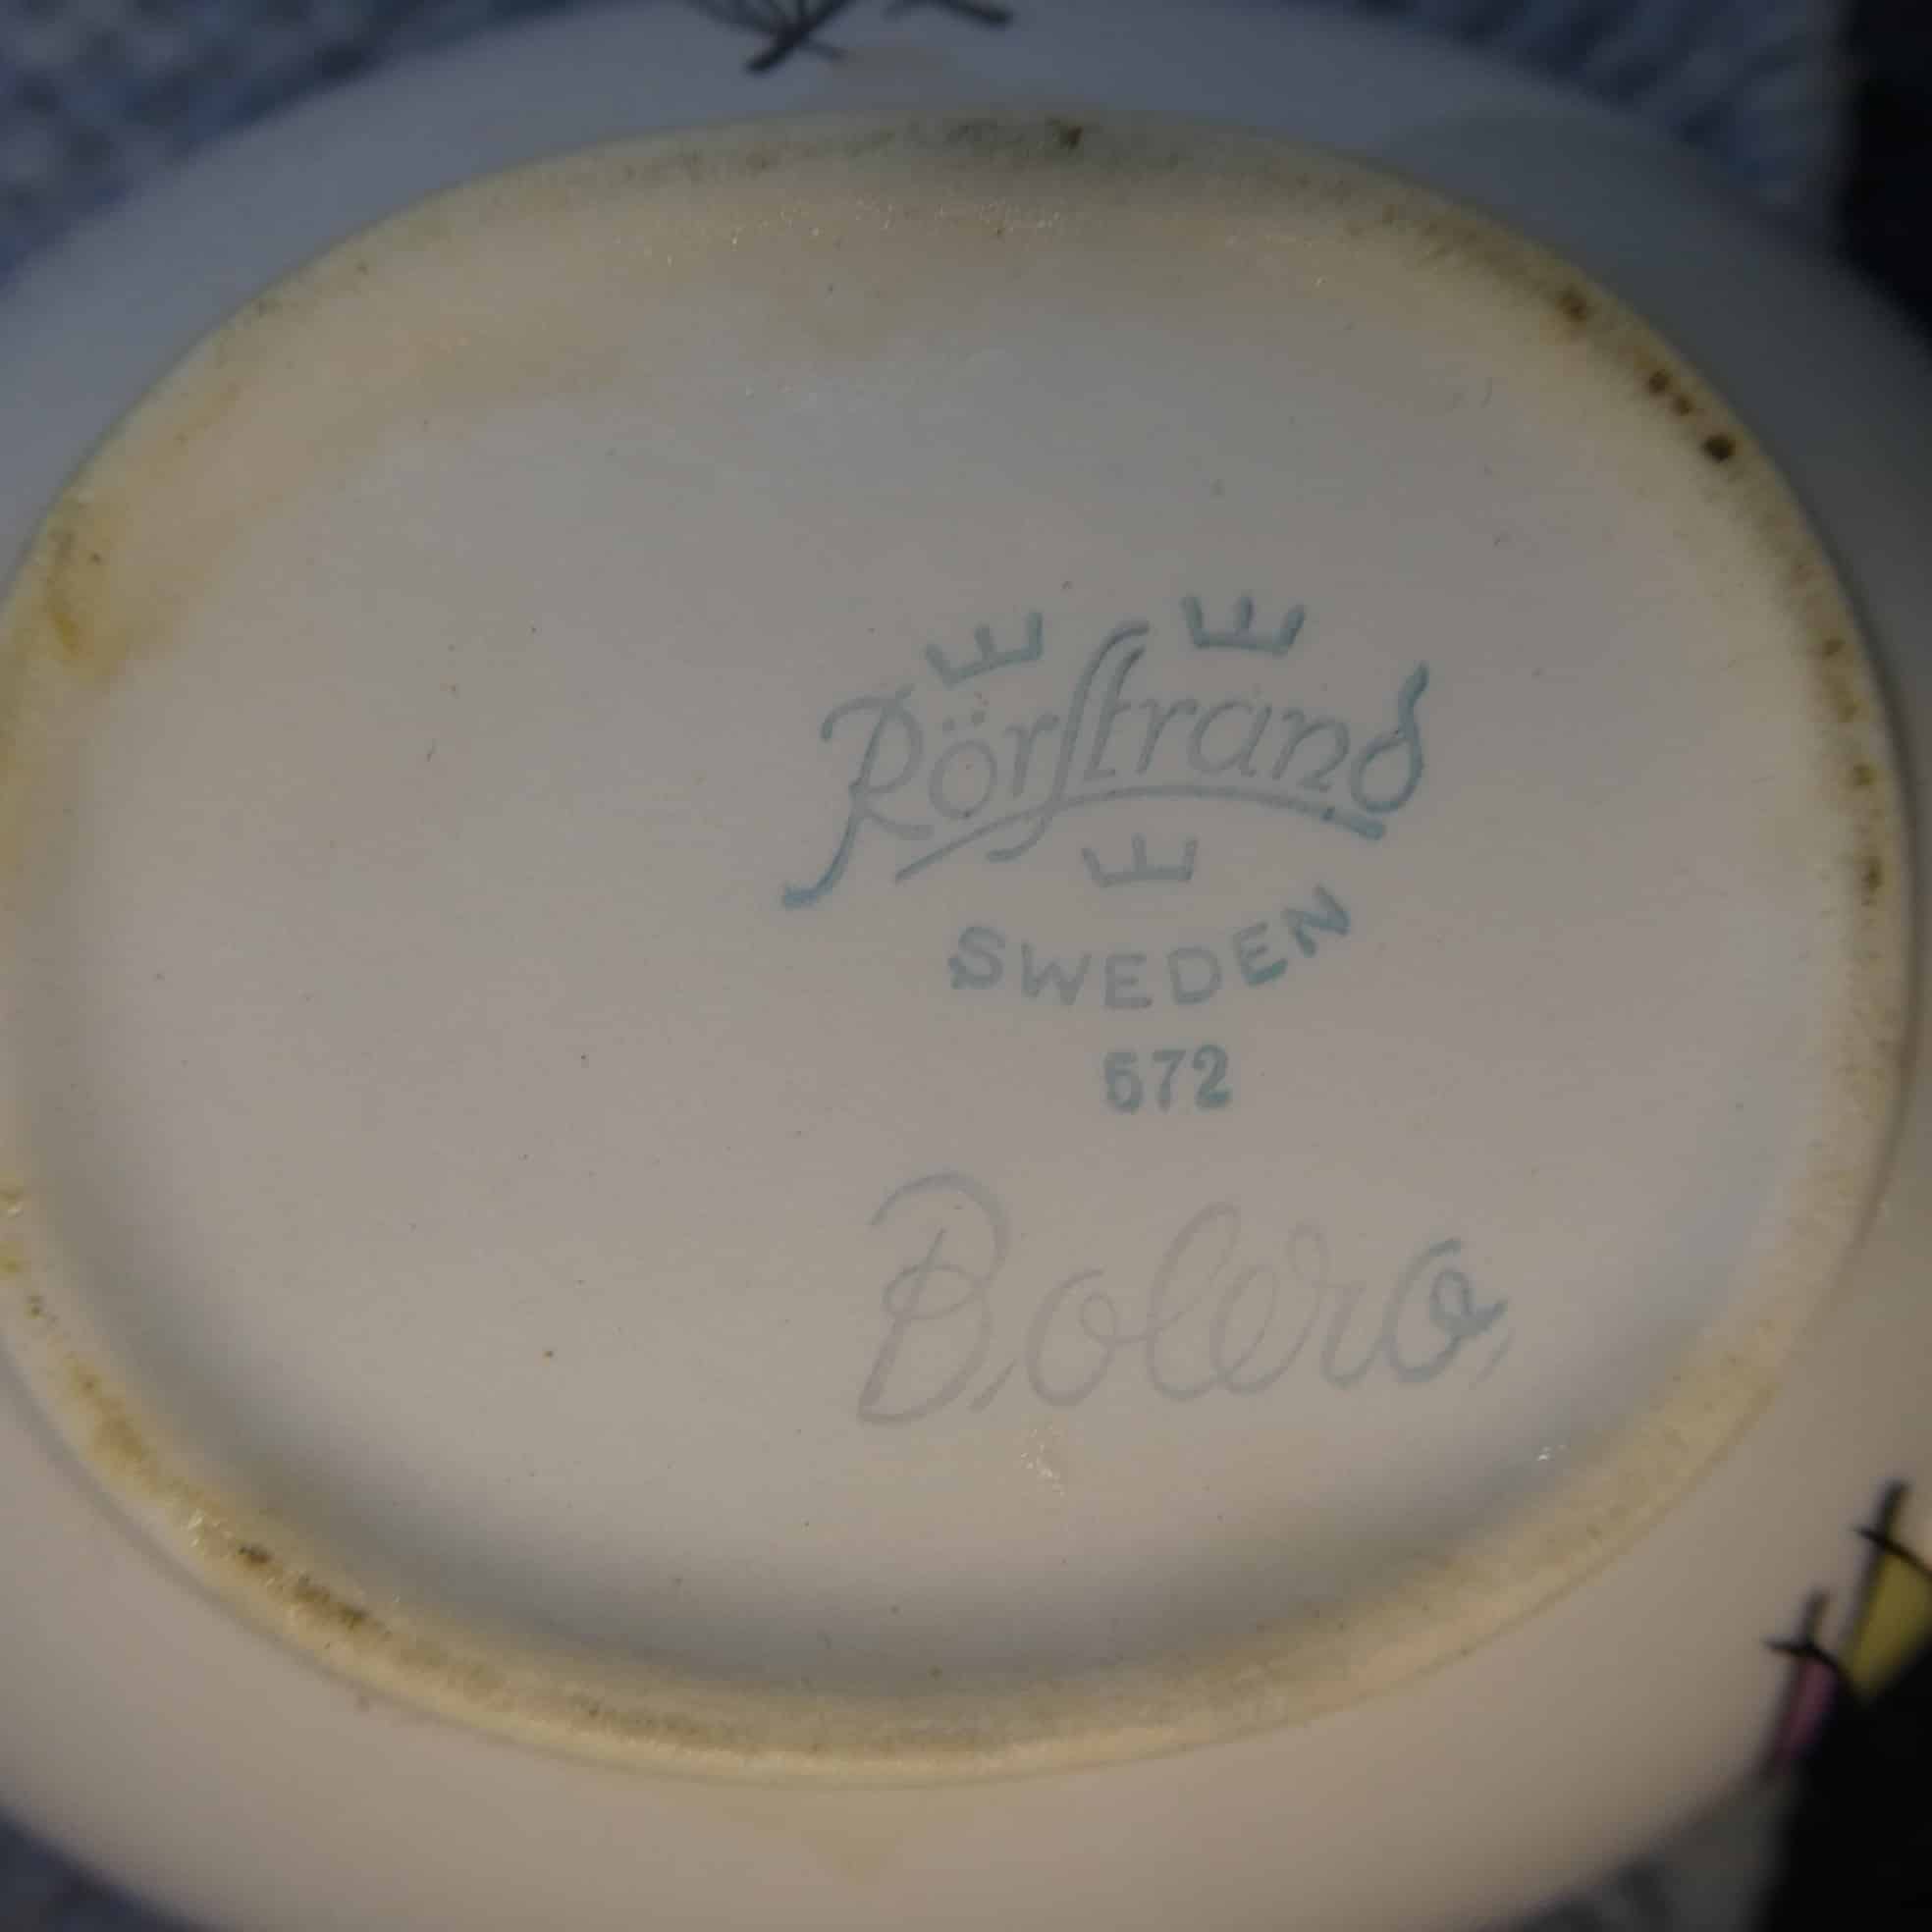 Rörstrand
SWEDEN
572
Bolero